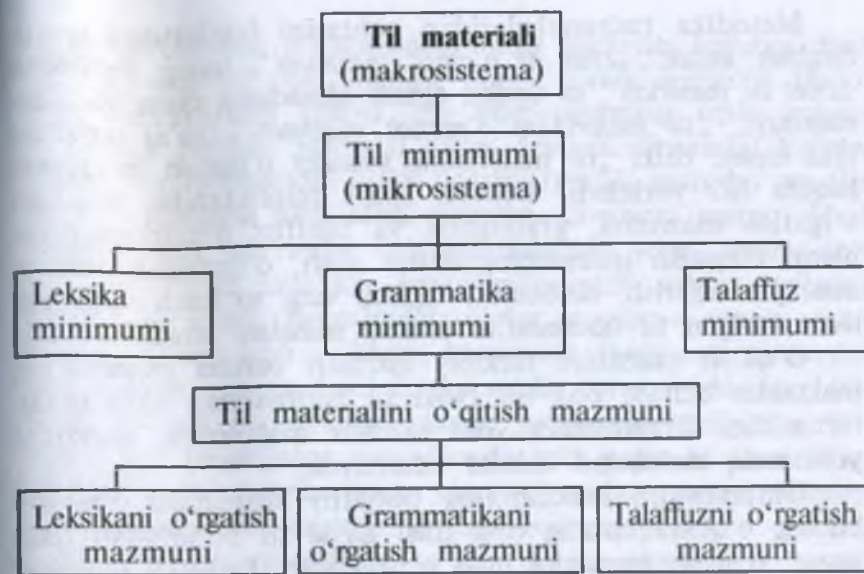 Til materiali
(makrosistema)
Til minimumi
(mikrosistema)
Leksika
minimumi
Grammatika
minimumi
Talaffuz
minimumi
Til materialini o‘qitish mazmuni
Leksikani o‘rgatish
mazmuni
Grammatikani
o‘rgatish mazmuni
Talaffuzni o‘rgatish
mazmuni